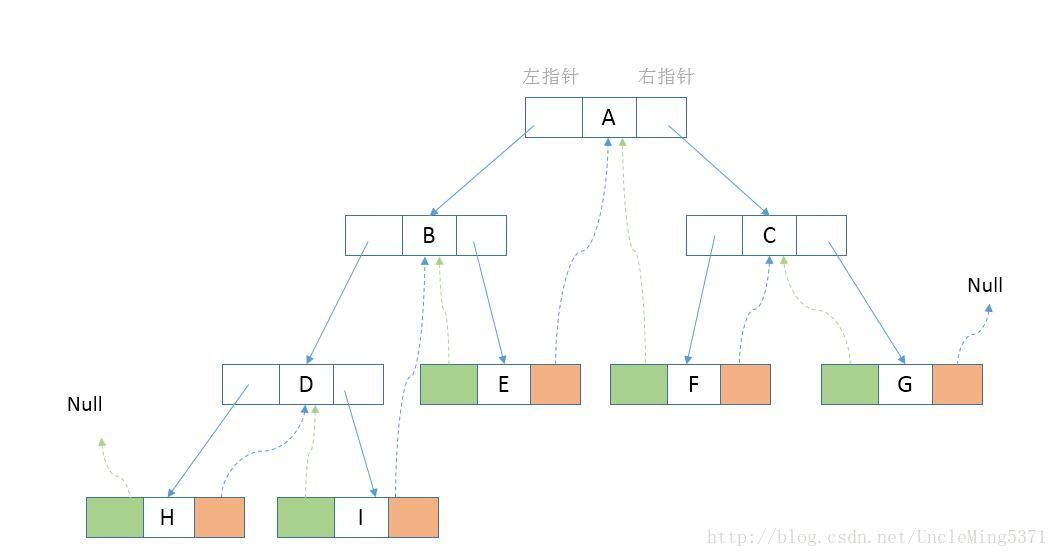 左指针 右指针
A
B C
Null
D E F G
Null
H I
http://blog.csdn.net/UncleMing5371